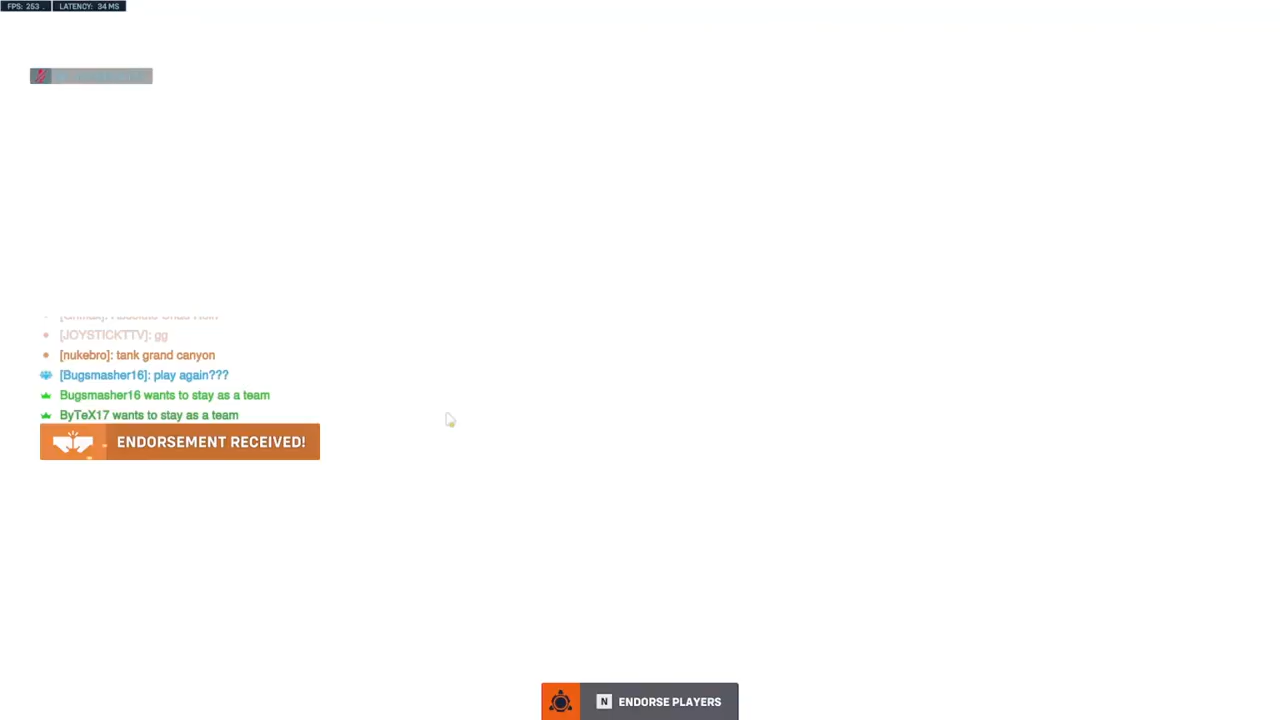 FPS: 253
LATENCY: 34 MS
[JOYSTICKTTV]: gg
[nukebro]: tank grand canyon
[Bugsmasher16]: play again???
Bugsmasher16 wants to stay as a team
ByTeX17 wants to stay as a team
ENDORSEMENT RECEIVED!
N ENDORSE PLAYERS